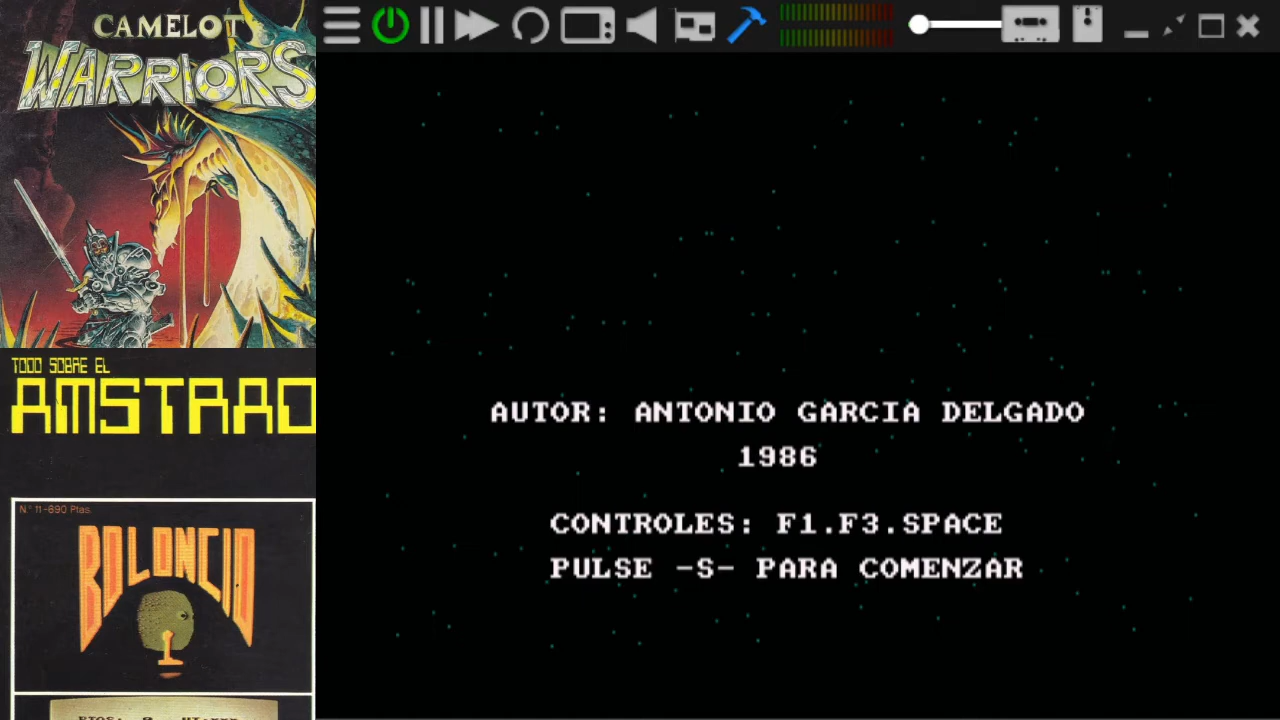 CAMELOT
WARRIORS
TODO SOBRE EL
AMSTRAD
N.º 11-690 Ptas.
BOLONCIO
AUTOR: ANTONIO GARCIA DELGADO
1986
CONTROLES: F1.F3.SPACE
PULSE -S- PARA COMENZAR